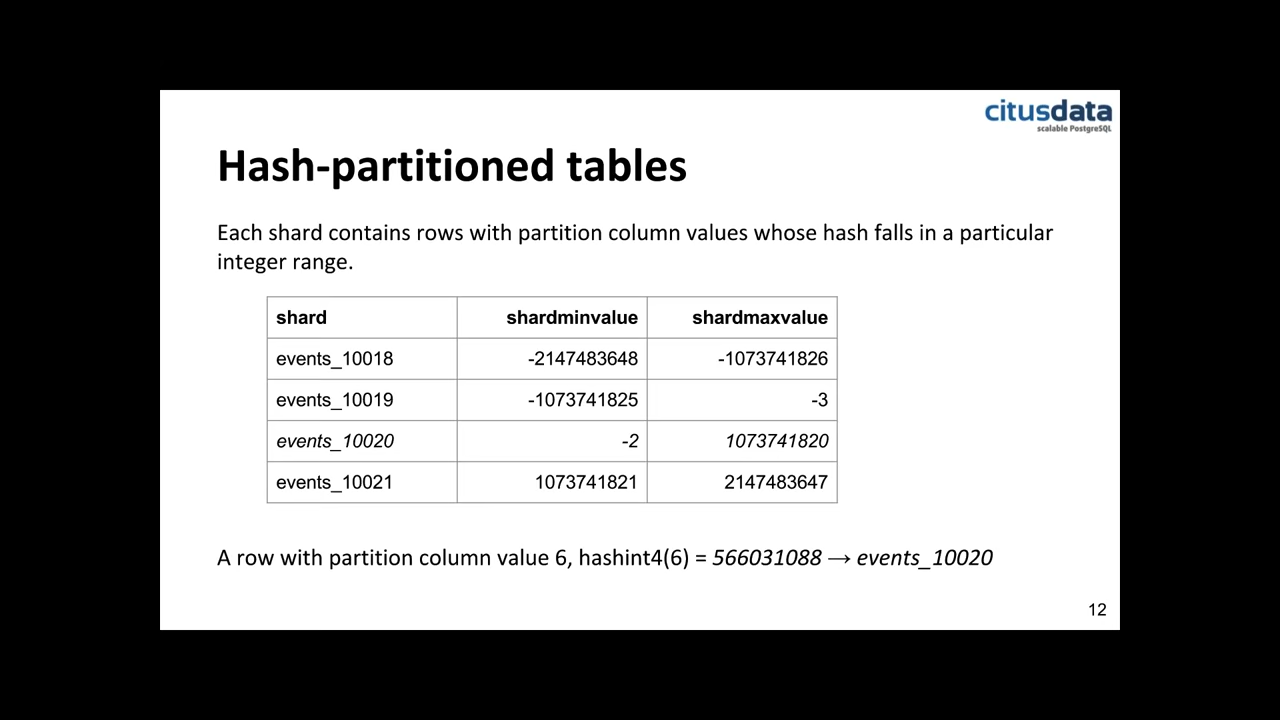 citusdata
scalable PostgreSQL
Hash-partitioned tables
Each shard contains rows with partition column values whose hash falls in a particular
integer range.
shard shardminvalue shardmaxvalue
events_10018 -2147483648 -1073741826
events_10019 -1073741825 -3
events_10020 -2 1073741820
events_10021 1073741821 2147483647
A row with partition column value 6, hashint4(6) = 566031088 → events_10020
12